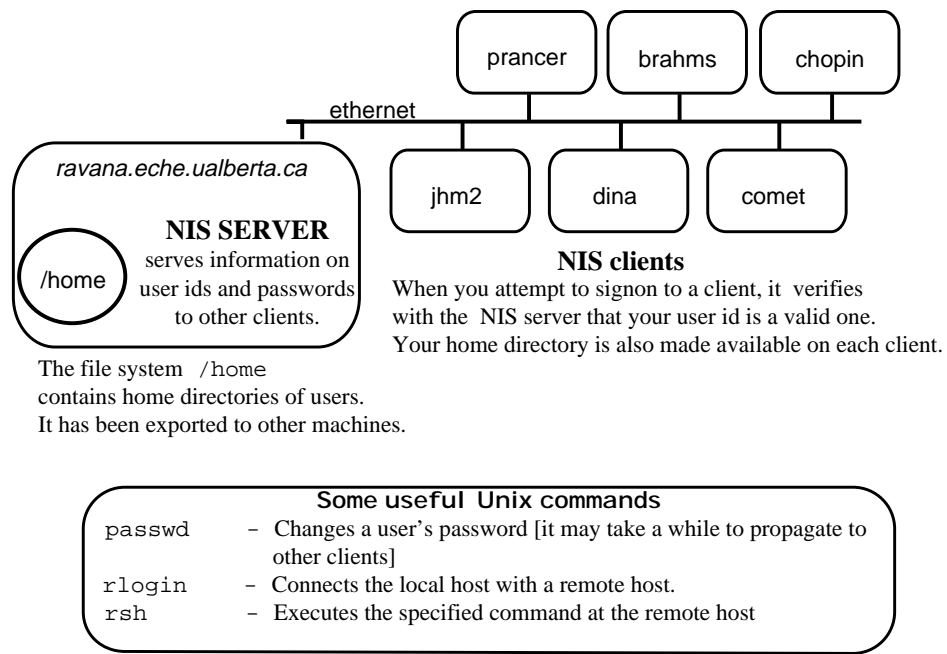 prancer
brahms
chopin
ethernet
jhm2
dina
comet
ravana.eche.ualberta.ca
/home
NIS SERVER
serves information on
user ids and passwords
to other clients.
NIS clients
When you attempt to signon to a client, it verifies
with the NIS server that your user id is a valid one.
Your home directory is also made available on each client.
The file system /home
contains home directories of users.
It has been exported to other machines.
Some useful Unix commands
passwd – Changes a user's password [it may take a while to propagate to
other clients]
rlogin – Connects the local host with a remote host.
rsh – Executes the specified command at the remote host